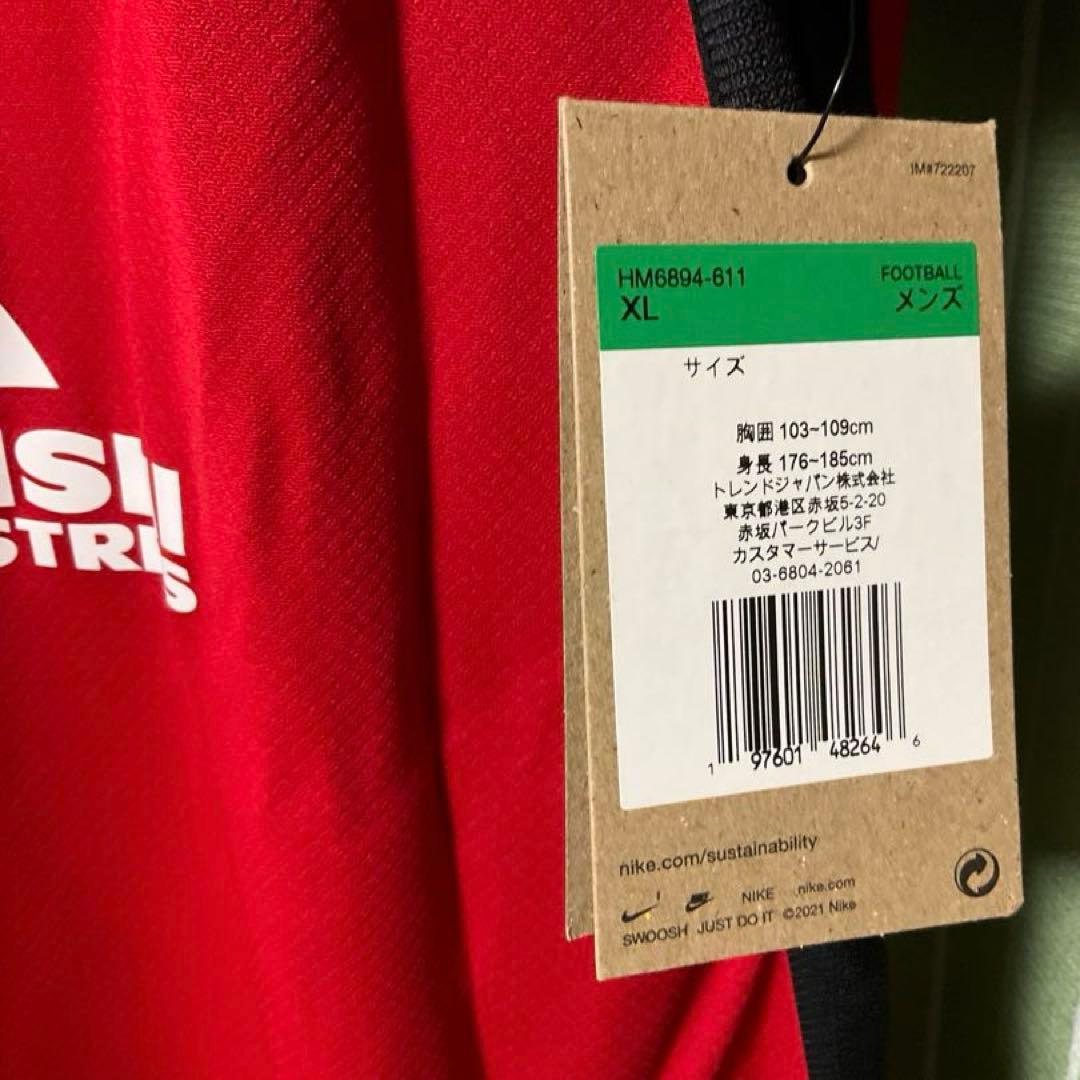 IM#722207
HM6894-611
XL
FOOTBALL
メンズ
サイズ
胸囲 103~109cm
身長 176~185cm
トレンドジャパン株式会社
東京都港区赤坂5-2-20
赤坂パークビル3F
カスタマーサービス/
03-6804-2061
1 97601 48264 6
nike.com/sustainability
NIKE nike.com
SWOOSH JUST DO IT ©2021 Nike